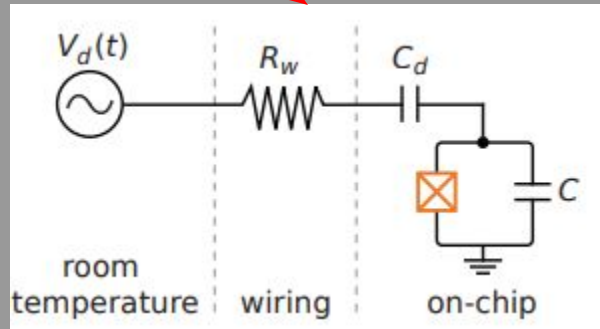 V_d(t)
R_w
C_d
C
room
temperature
wiring
on-chip